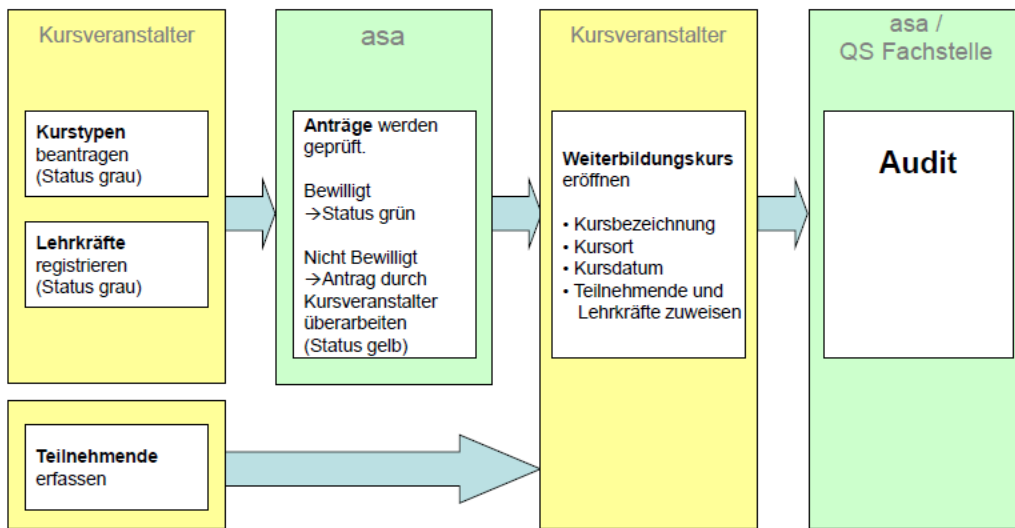 Kursveranstalter
Kurstypen
beantragen
(Status grau)
Lehrkräfte
registrieren
(Status grau)
asa
Anträge werden
geprüft.
Bewilligt
→Status grün
Nicht Bewilligt
→Antrag durch
Kursveranstalter
überarbeiten
(Status gelb)
Kursveranstalter
Weiterbildungskurs
eröffnen
• Kursbezeichnung
• Kursort
• Kursdatum
• Teilnehmende und
Lehrkräfte zuweisen
asa /
QS Fachstelle
Audit
Teilnehmende
erfassen